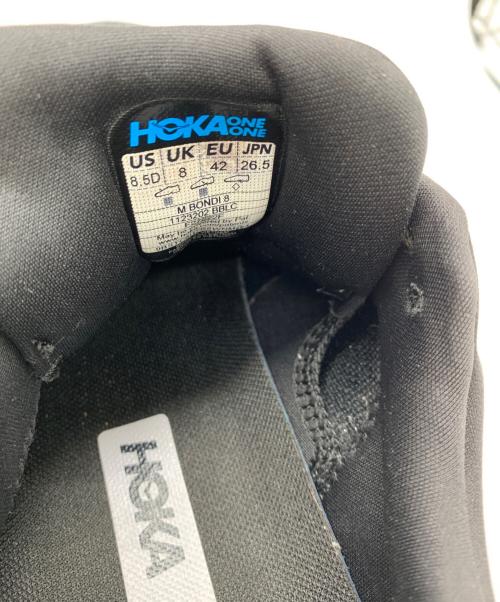 HOKA ONE ONE
US UK EU JPN
8.5D 8 42 26.5
M BONDI 8
1123202 BBLC
HOKA